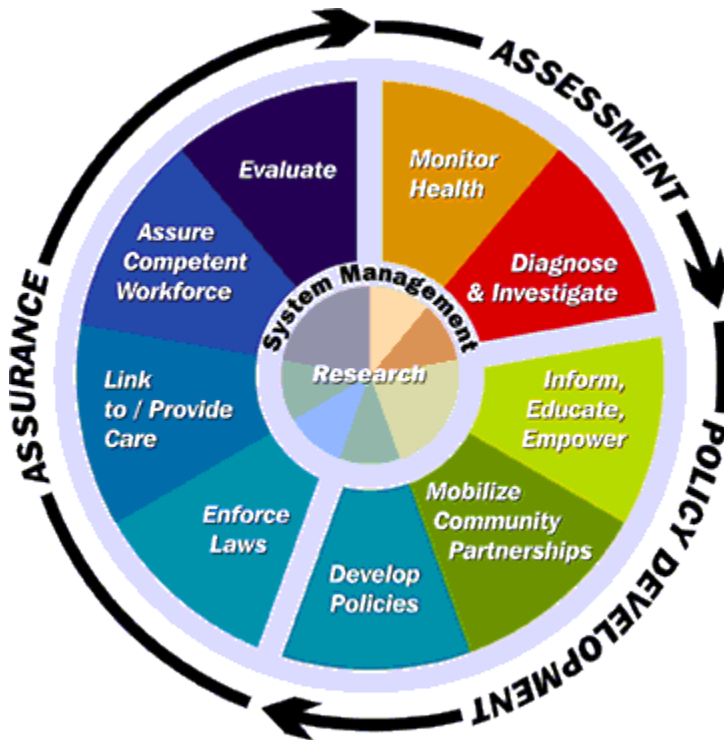 ASSESSMENT
Monitor
Health
Diagnose
& Investigate
POLICY DEVELOPMENT
Inform,
Educate,
Empower
Mobilize
Community
Partnerships
Develop
Policies
ASSURANCE
Enforce
Laws
Link
to / Provide
Care
Assure
Competent
Workforce
Evaluate
System Management
Research